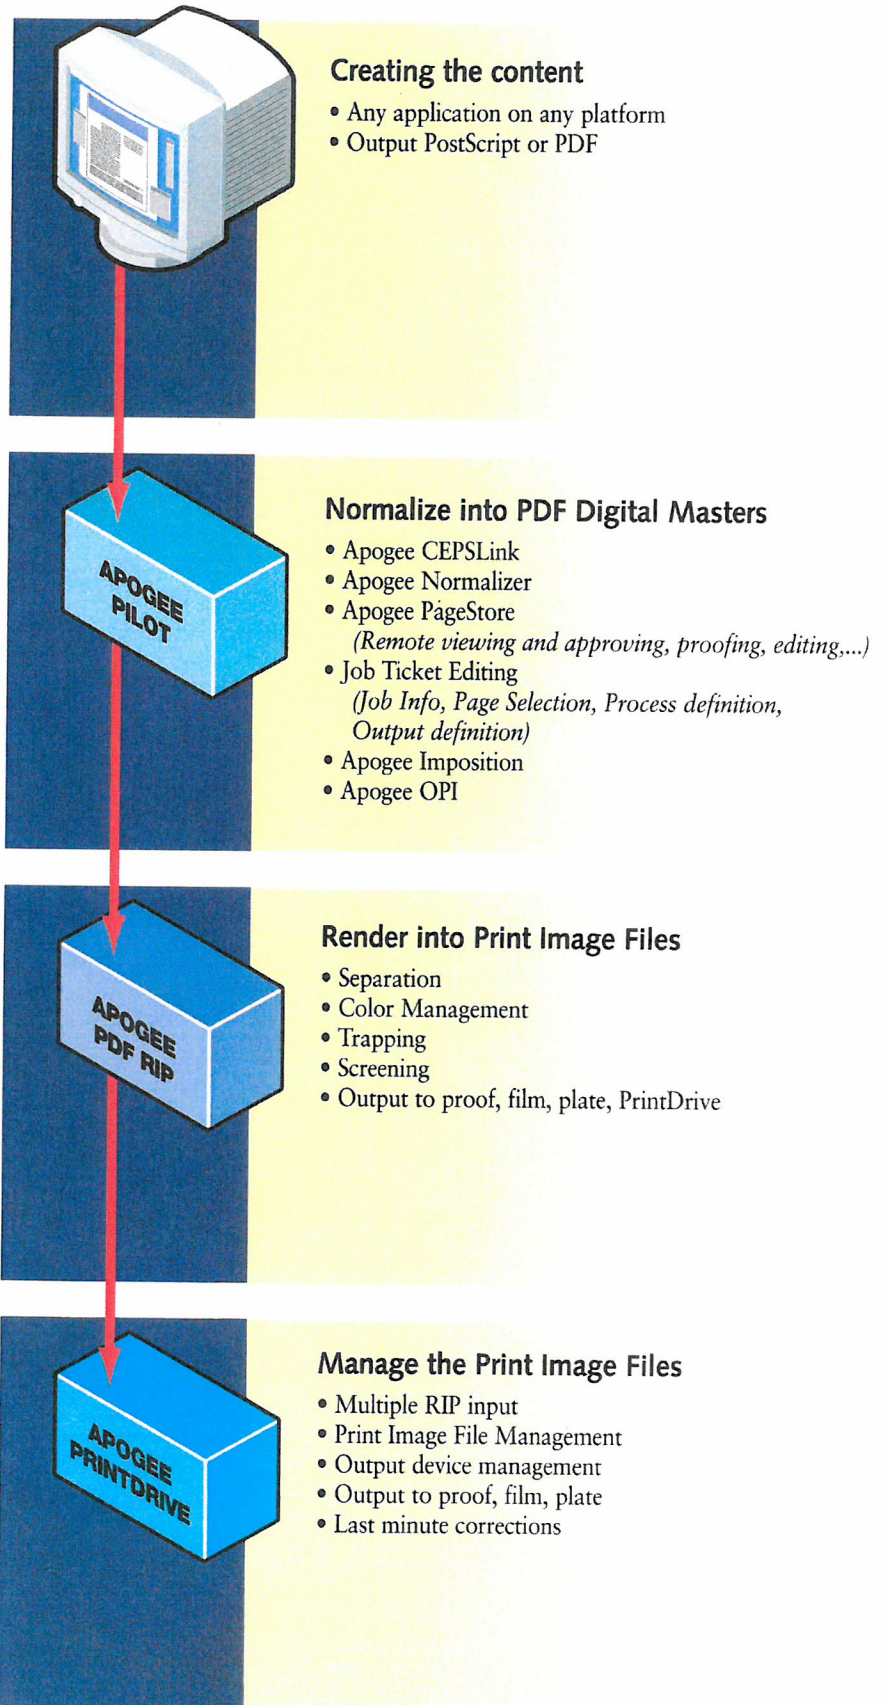 Creating the content
• Any application on any platform
• Output PostScript or PDF
APOGEE
PILOT
Normalize into PDF Digital Masters
• Apogee CEPSLink
• Apogee Normalizer
• Apogee PageStore
(Remote viewing and approving, proofing, editing,...)
• Job Ticket Editing
(Job Info, Page Selection, Process definition,
Output definition)
• Apogee Imposition
• Apogee OPI
APOGEE
PDF RIP
Render into Print Image Files
• Separation
• Color Management
• Trapping
• Screening
• Output to proof, film, plate, PrintDrive
APOGEE
PRINTDRIVE
Manage the Print Image Files
• Multiple RIP input
• Print Image File Management
• Output device management
• Output to proof, film, plate
• Last minute corrections